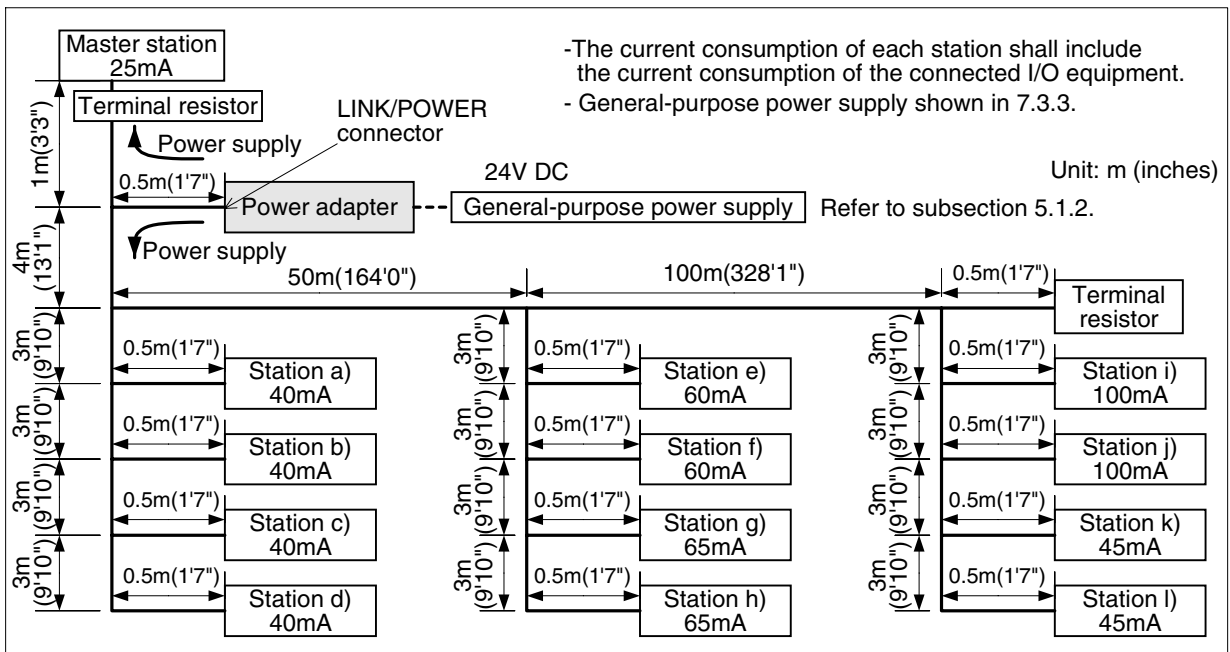 Master station
25mA
-The current consumption of each station shall include
the current consumption of the connected I/O equipment.
- General-purpose power supply shown in 7.3.3.
Terminal resistor
LINK/POWER
connector
Power supply
1m(3'3")
0.5m(1'7")
24V DC
Unit: m (inches)
Power adapter
General-purpose power supply
Refer to subsection 5.1.2.
Power supply
4m
(13'1")
50m(164'0")
100m(328'1")
0.5m(1'7")
Terminal
resistor
3m
(9'10")
0.5m(1'7")
Station a)
40mA
3m
(9'10")
0.5m(1'7")
Station e)
60mA
3m
(9'10")
0.5m(1'7")
Station i)
100mA
3m
(9'10")
0.5m(1'7")
Station b)
40mA
3m
(9'10")
0.5m(1'7")
Station f)
60mA
3m
(9'10")
0.5m(1'7")
Station j)
100mA
3m
(9'10")
0.5m(1'7")
Station c)
40mA
3m
(9'10")
0.5m(1'7")
Station g)
65mA
3m
(9'10")
0.5m(1'7")
Station k)
45mA
3m
(9'10")
0.5m(1'7")
Station d)
40mA
3m
(9'10")
0.5m(1'7")
Station h)
65mA
3m
(9'10")
0.5m(1'7")
Station l)
45mA